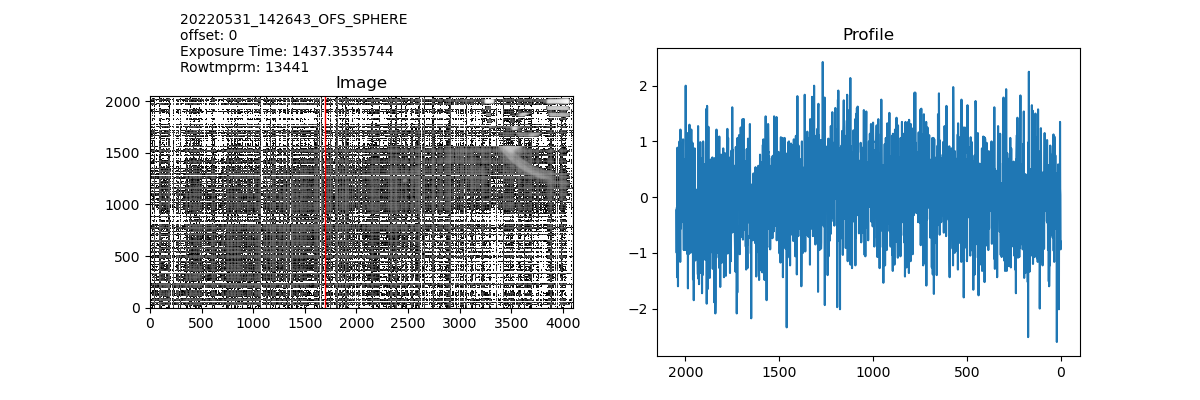 20220531_142643_OFS_SPHERE
offset: 0
Exposure Time: 1437.3535744
Rowtmprm: 13441
Image
2000
1500
1000
500
0
0 500 1000 1500 2000 2500 3000 3500 4000
Profile
2
1
0
−1
−2
2000 1500 1000 500 0